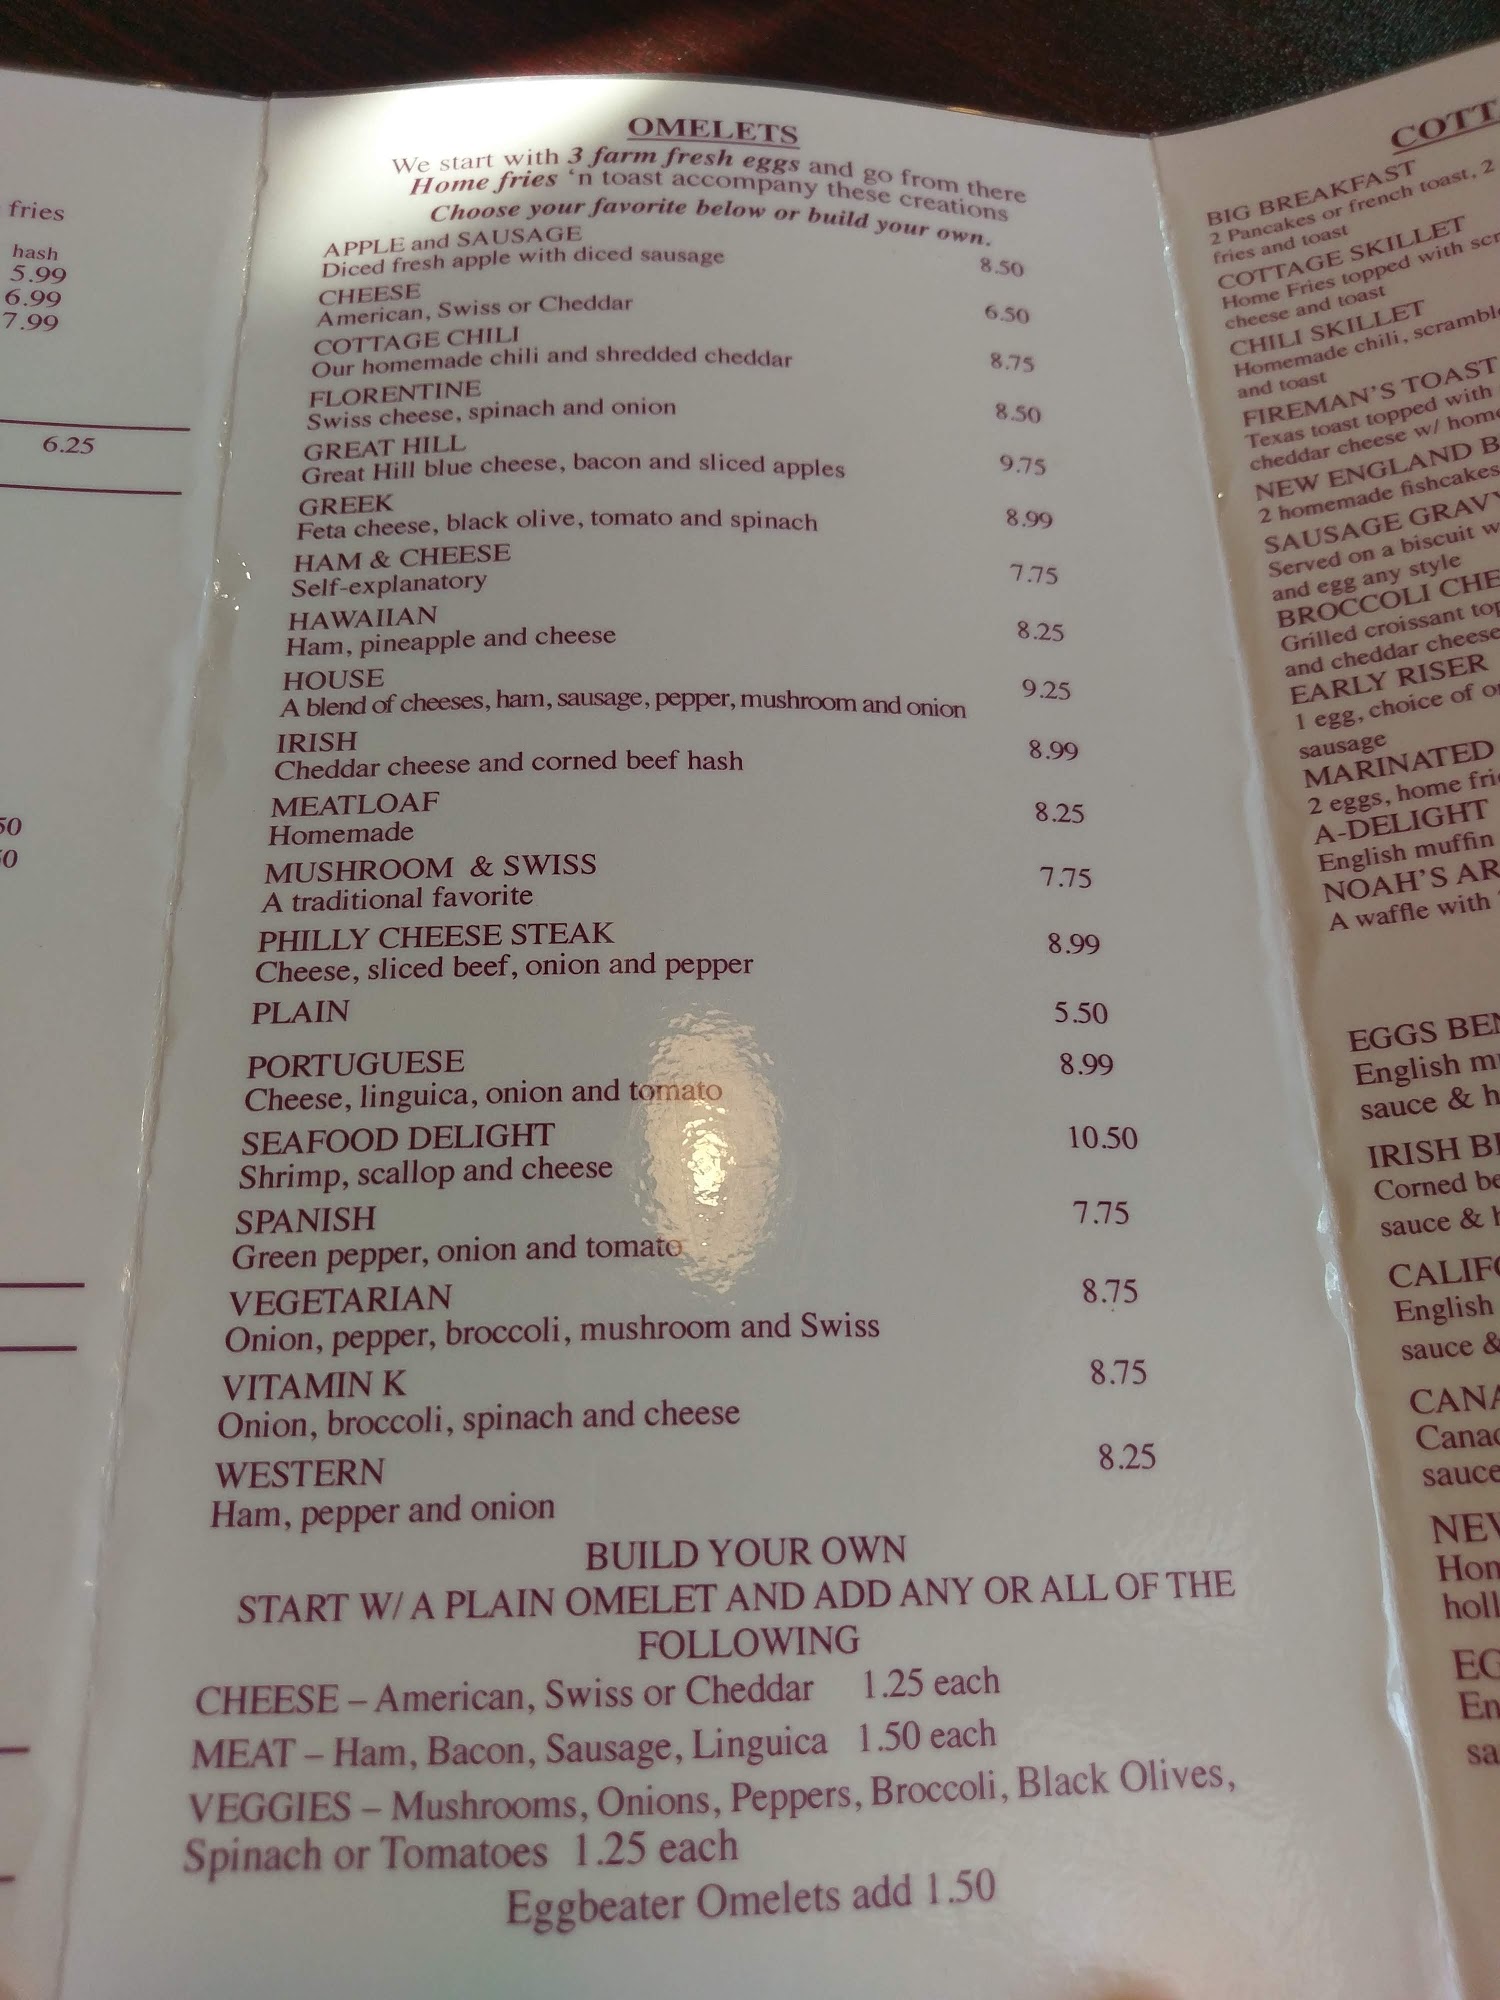 fries
hash
5.99
6.99
7.99
6.25
OMELETS
We start with 3 farm fresh eggs and go from there
Home fries 'n toast accompany these creations
Choose your favorite below or build your own.
APPLE and SAUSAGE
Diced fresh apple with diced sausage 8.50
CHEESE
American, Swiss or Cheddar 6.50
COTTAGE CHILI
Our homemade chili and shredded cheddar 8.75
FLORENTINE
Swiss cheese, spinach and onion 8.50
GREAT HILL
Great Hill blue cheese, bacon and sliced apples 9.75
GREEK
Feta cheese, black olive, tomato and spinach 8.99
HAM & CHEESE
Self-explanatory 7.75
HAWAIIAN
Ham, pineapple and cheese 8.25
HOUSE
A blend of cheeses, ham, sausage, pepper, mushroom and onion 9.25
IRISH
Cheddar cheese and corned beef hash 8.99
MEATLOAF
Homemade 8.25
MUSHROOM & SWISS
A traditional favorite 7.75
PHILLY CHEESE STEAK
Cheese, sliced beef, onion and pepper 8.99
PLAIN 5.50
PORTUGUESE 8.99
Cheese, linguica, onion and tomato
SEAFOOD DELIGHT 10.50
Shrimp, scallop and cheese
SPANISH 7.75
Green pepper, onion and tomato
VEGETARIAN 8.75
Onion, pepper, broccoli, mushroom and Swiss
VITAMIN K 8.75
Onion, broccoli, spinach and cheese
WESTERN 8.25
Ham, pepper and onion
BUILD YOUR OWN
START W/ A PLAIN OMELET AND ADD ANY OR ALL OF THE
FOLLOWING
CHEESE – American, Swiss or Cheddar 1.25 each
MEAT – Ham, Bacon, Sausage, Linguica 1.50 each
VEGGIES – Mushrooms, Onions, Peppers, Broccoli, Black Olives,
Spinach or Tomatoes 1.25 each
Eggbeater Omelets add 1.50
BIG BREAKFAST
2 Pancakes or french toast, 2
fries and toast
COTTAGE SKILLET
Home Fries topped with
cheese and toast
CHILI SKILLET
Homemade chili,
and toast
FIREMAN'S TOAST
Texas toast topped with
cheddar cheese w/
NEW ENGLAND
2 homemade fishcakes
SAUSAGE GRAVY
Served on a biscuit
and egg any style
BROCCOLI
Grilled croissant
and cheddar cheese
EARLY RISER
1 egg, choice of
sausage
MARINATED
2 eggs, home
A-DELIGHT
English muffin
NOAH'S
A waffle with
EGGS
English
sauce &
IRISH
Corned
sauce &
English
sauce &
sauce